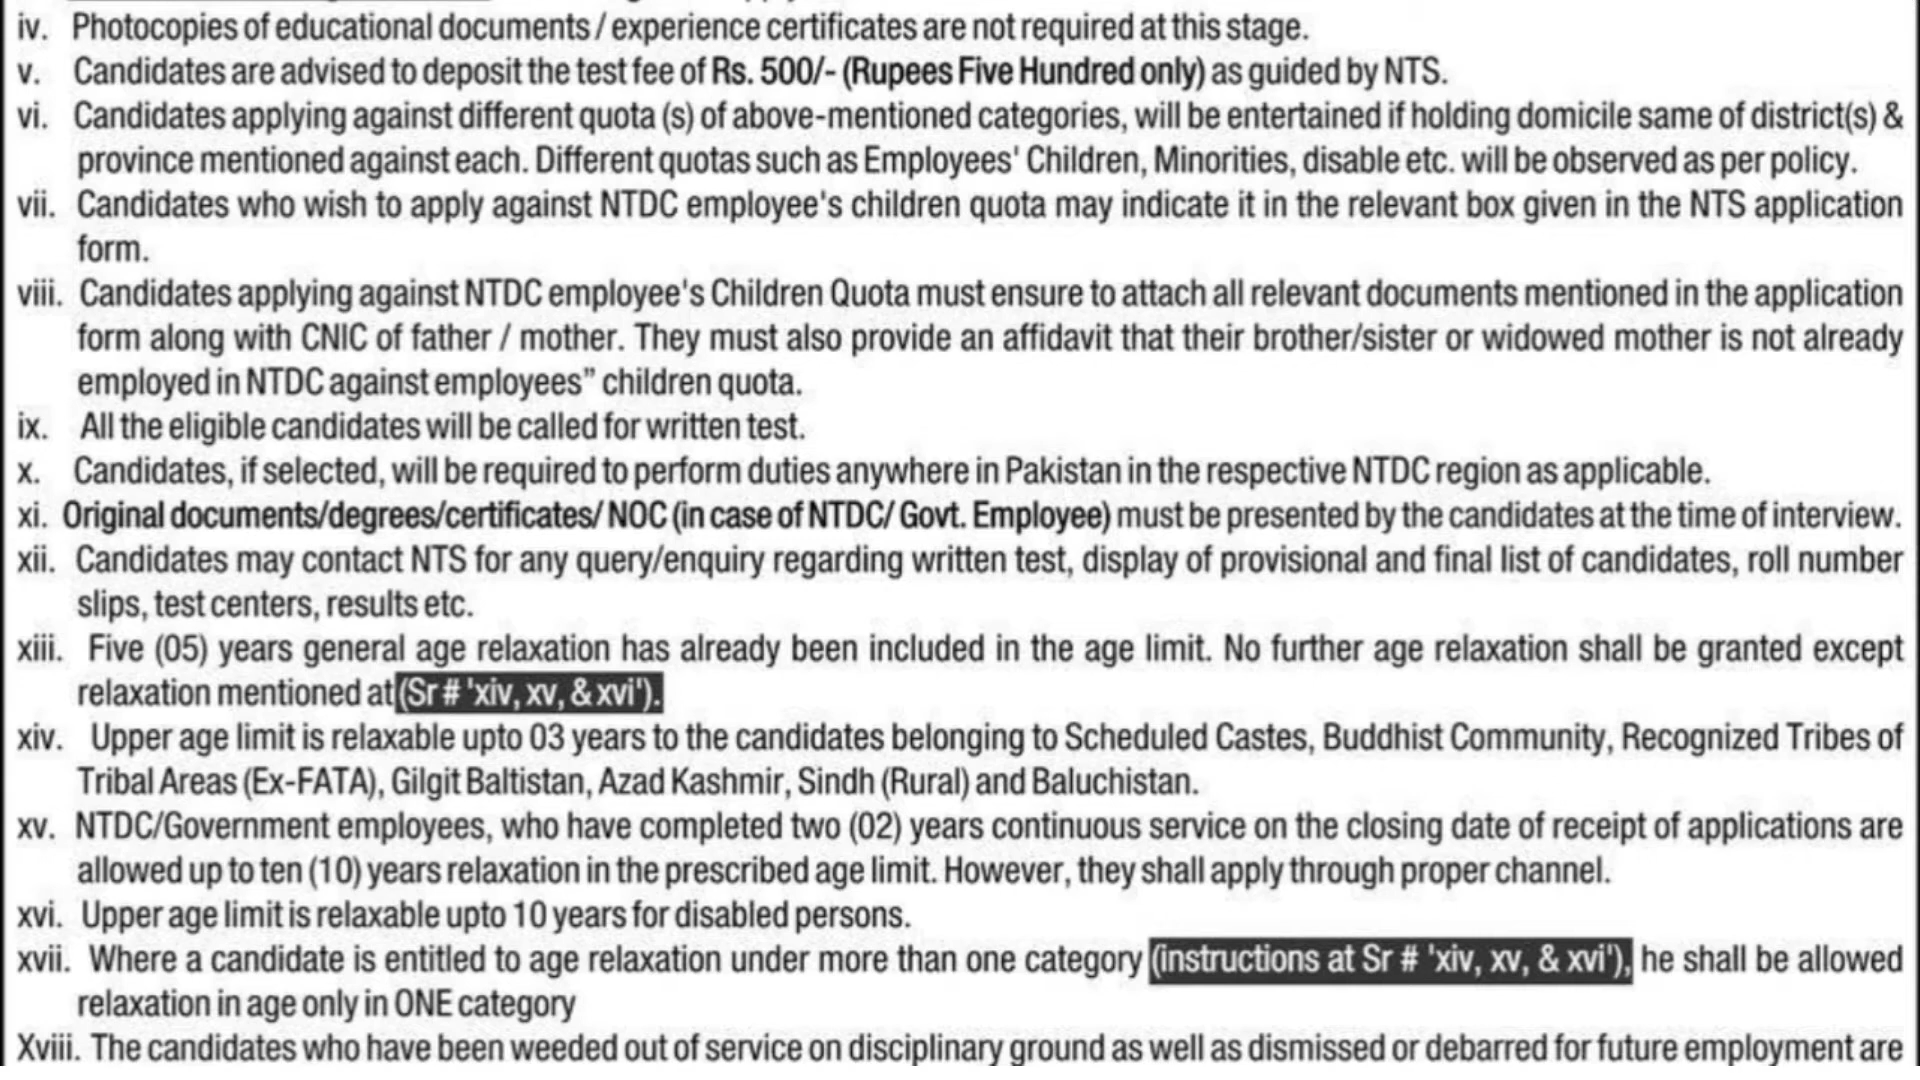 iv. Photocopies of educational documents / experience certificates are not required at this stage.
v. Candidates are advised to deposit the test fee of Rs. 500/- (Rupees Five Hundred only) as guided by NTS.
vi. Candidates applying against different quota (s) of above-mentioned categories, will be entertained if holding domicile same of district(s) &
province mentioned against each. Different quotas such as Employees' Children, Minorities, disable etc. will be observed as per policy.
vii. Candidates who wish to apply against NTDC employee's children quota may indicate it in the relevant box given in the NTS application
form.
viii. Candidates applying against NTDC employee's Children Quota must ensure to attach all relevant documents mentioned in the application
form along with CNIC of father / mother. They must also provide an affidavit that their brother/sister or widowed mother is not already
employed in NTDC against employees” children quota.
ix. All the eligible candidates will be called for written test.
x. Candidates, if selected, will be required to perform duties anywhere in Pakistan in the respective NTDC region as applicable.
xi. Original documents/degrees/certificates/ NOC (in case of NTDC/ Govt. Employee) must be presented by the candidates at the time of interview.
xii. Candidates may contact NTS for any query/enquiry regarding written test, display of provisional and final list of candidates, roll number
slips, test centers, results etc.
xiii. Five (05) years general age relaxation has already been included in the age limit. No further age relaxation shall be granted except
relaxation mentioned at (Sr # 'xiv, xv, & xvi').
xiv. Upper age limit is relaxable upto 03 years to the candidates belonging to Scheduled Castes, Buddhist Community, Recognized Tribes of
Tribal Areas (Ex-FATA), Gilgit Baltistan, Azad Kashmir, Sindh (Rural) and Baluchistan.
xv. NTDC/Government employees, who have completed two (02) years continuous service on the closing date of receipt of applications are
allowed up to ten (10) years relaxation in the prescribed age limit. However, they shall apply through proper channel.
xvi. Upper age limit is relaxable upto 10 years for disabled persons.
xvii. Where a candidate is entitled to age relaxation under more than one category (instructions at Sr # 'xiv, xv, & xvi'), he shall be allowed
relaxation in age only in ONE category
Xviii. The candidates who have been weeded out of service on disciplinary ground as well as dismissed or debarred for future employment are